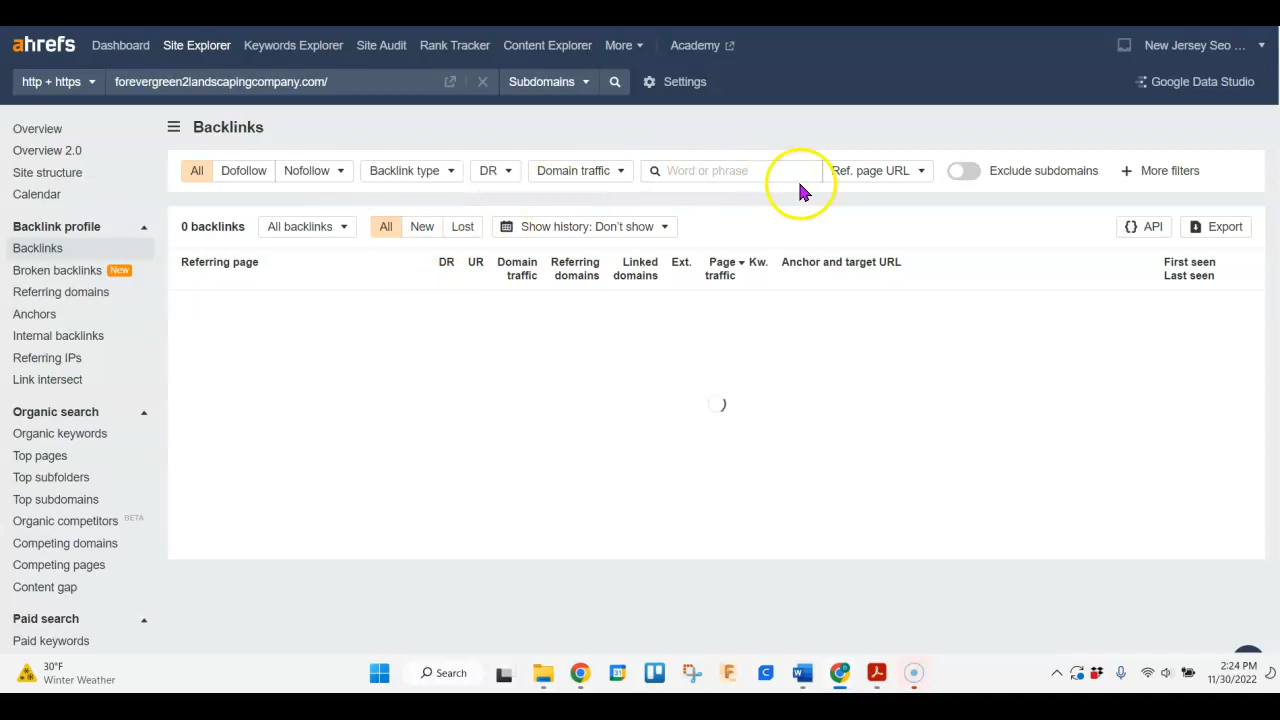 ahrefs Dashboard Site Explorer Keywords Explorer Site Audit Rank Tracker Content Explorer More Academy New Jersey Seo ...
http + https forevergreen2landscapingcompany.com/ Subdomains Settings Google Data Studio
Overview
Overview 2.0
Site structure
Calendar
Backlink profile
Backlinks
Broken backlinks New
Referring domains
Anchors
Internal backlinks
Referring IPs
Link intersect
Organic search
Organic keywords
Top pages
Top subfolders
Top subdomains
Organic competitors BETA
Competing domains
Competing pages
Content gap
Paid search
Paid keywords
Backlinks
All Dofollow Nofollow Backlink type DR Domain traffic Word or phrase Ref. page URL Exclude subdomains + More filters
0 backlinks All backlinks All New Lost Show history: Don't show {} API Export
Referring page DR UR Domain traffic Referring domains Linked domains Ext. Page traffic Kw. Anchor and target URL First seen Last seen
30°F
Winter Weather
Search
2:24 PM
11/30/2022